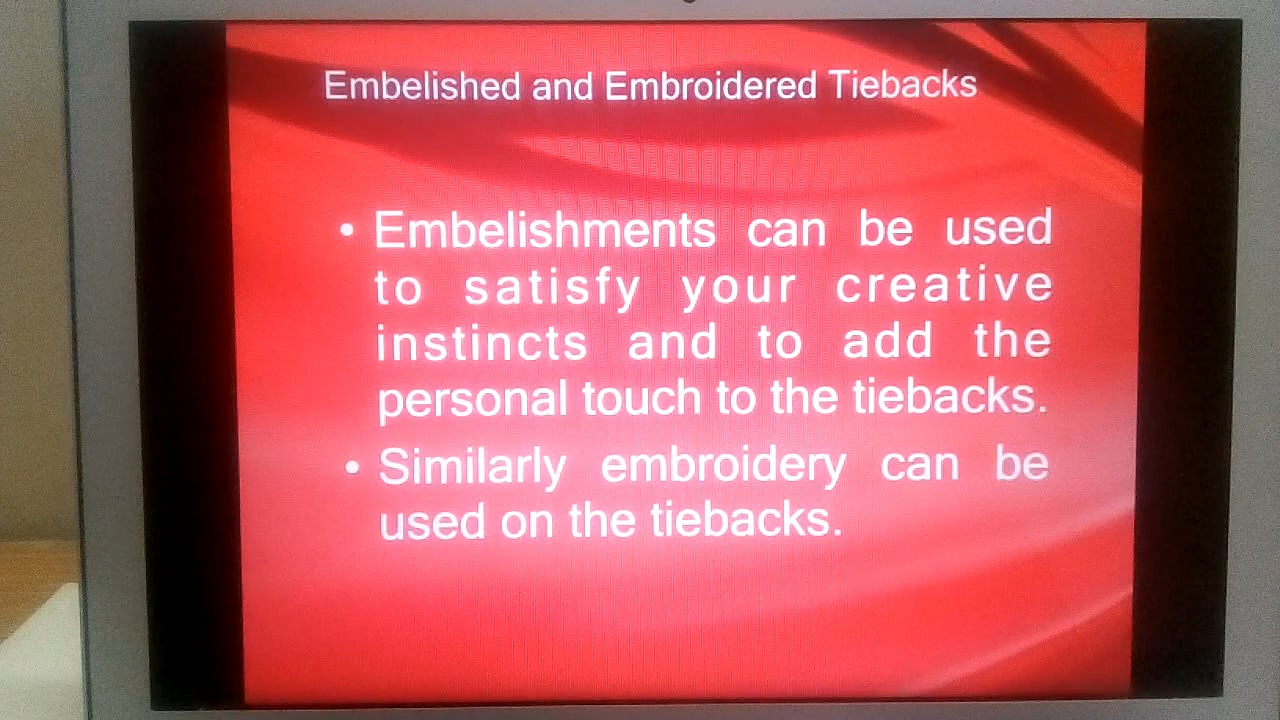 Embelished and Embroidered Tiebacks
• Embelishments can be used
to satisfy your creative
instincts and to add the
personal touch to the tiebacks.
• Similarly embroidery can be
used on the tiebacks.